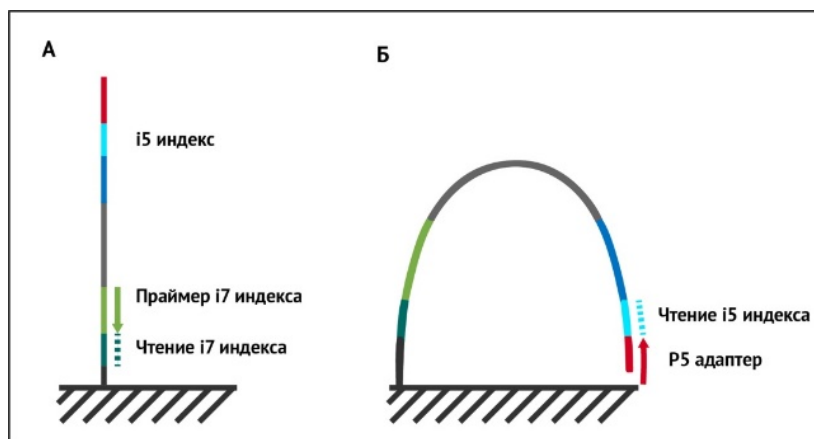 А
Б
i5 индекс
Праймер i7 индекса
Чтение i7 индекса
Чтение i5 индекса
P5 адаптер